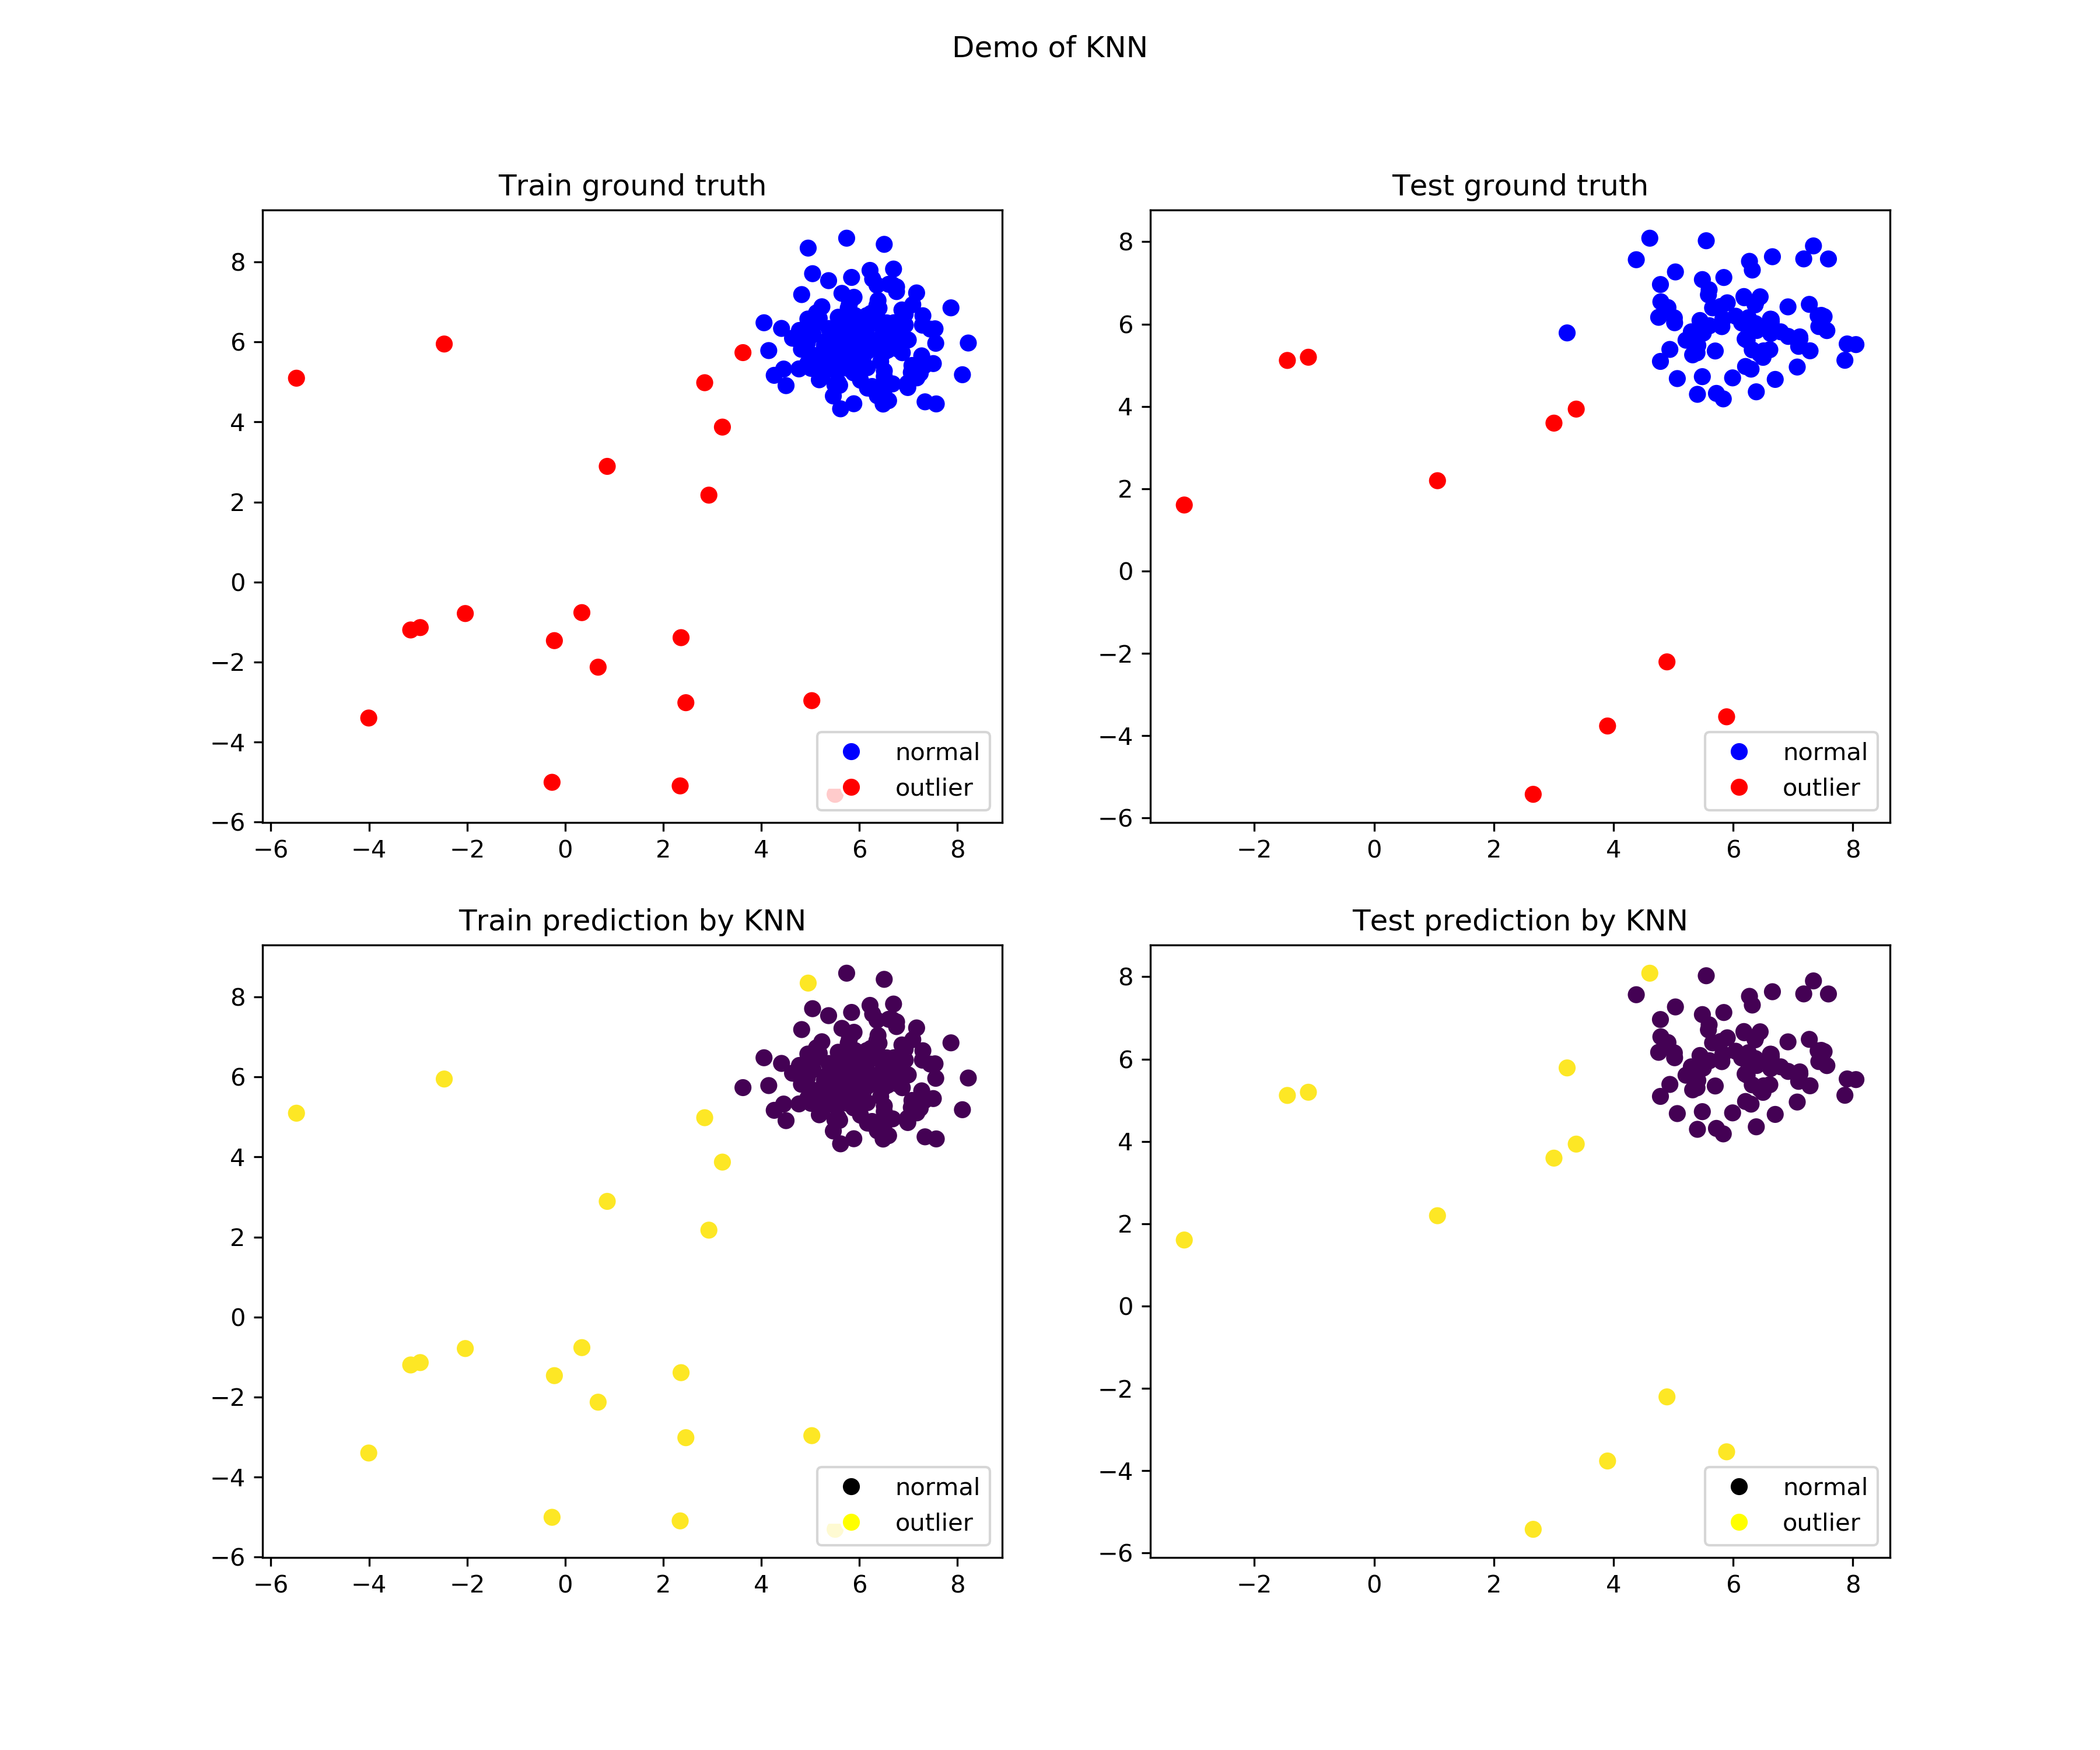 Demo of KNN
Train ground truth
8
6
4
2
0
−2
−4
−6
−6 −4 −2 0 2 4 6 8
normal
outlier
Test ground truth
8
6
4
2
0
−2
−4
−6
−2 0 2 4 6 8
normal
outlier
Train prediction by KNN
8
6
4
2
0
−2
−4
−6
−6 −4 −2 0 2 4 6 8
normal
outlier
Test prediction by KNN
8
6
4
2
0
−2
−4
−6
−2 0 2 4 6 8
normal
outlier